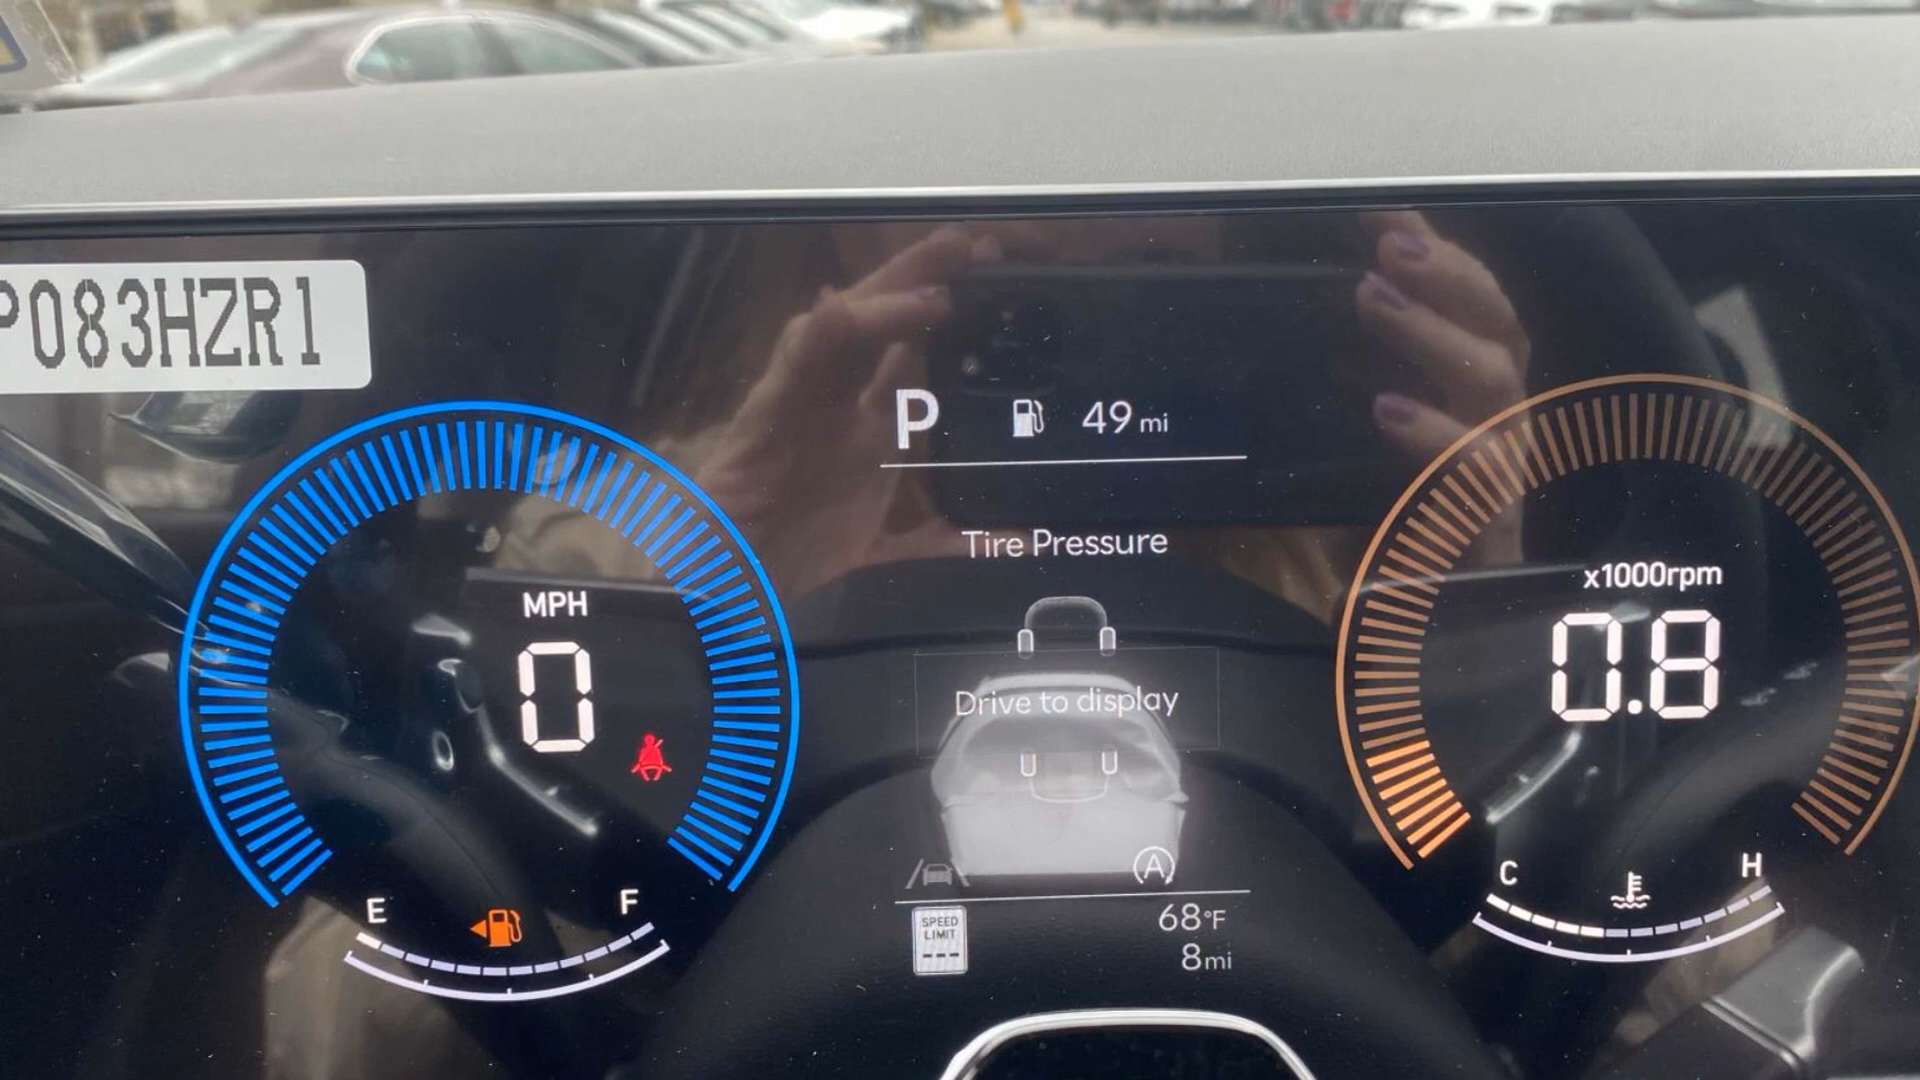 P083HZR1
P 49 mi
Tire Pressure
Drive to display
MPH
0
x1000rpm
0.8
E F
C H
A
SPEED
LIMIT
---
68°F
8mi